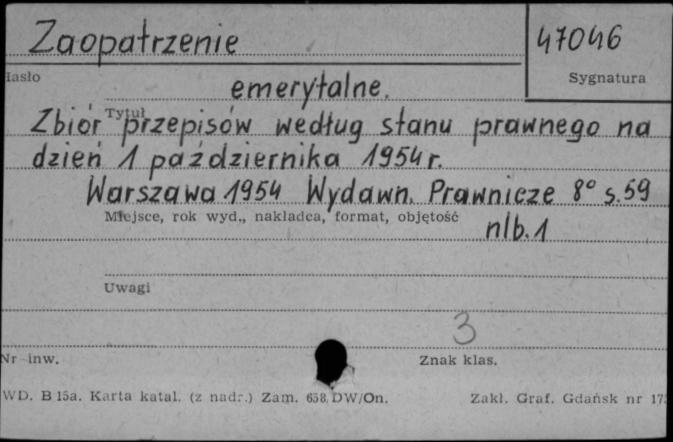 Zaopatrzenie 47046
Hasło Sygnatura
emerytalne.
Tytuł
Zbiór przepisów według stanu prawnego na
dzień 1 października 1954 r.
Warszawa 1954 Wydawn. Prawnicze 8° s. 59
Miejsce, rok wyd., nakładca, format, objętość
nlb. 1
Uwagi
3
Nr inw. Znak klas.
WD. B 15a. Karta katal. (z nadr.) Zam. 658, DW/On. Zakł. Graf. Gdańsk nr